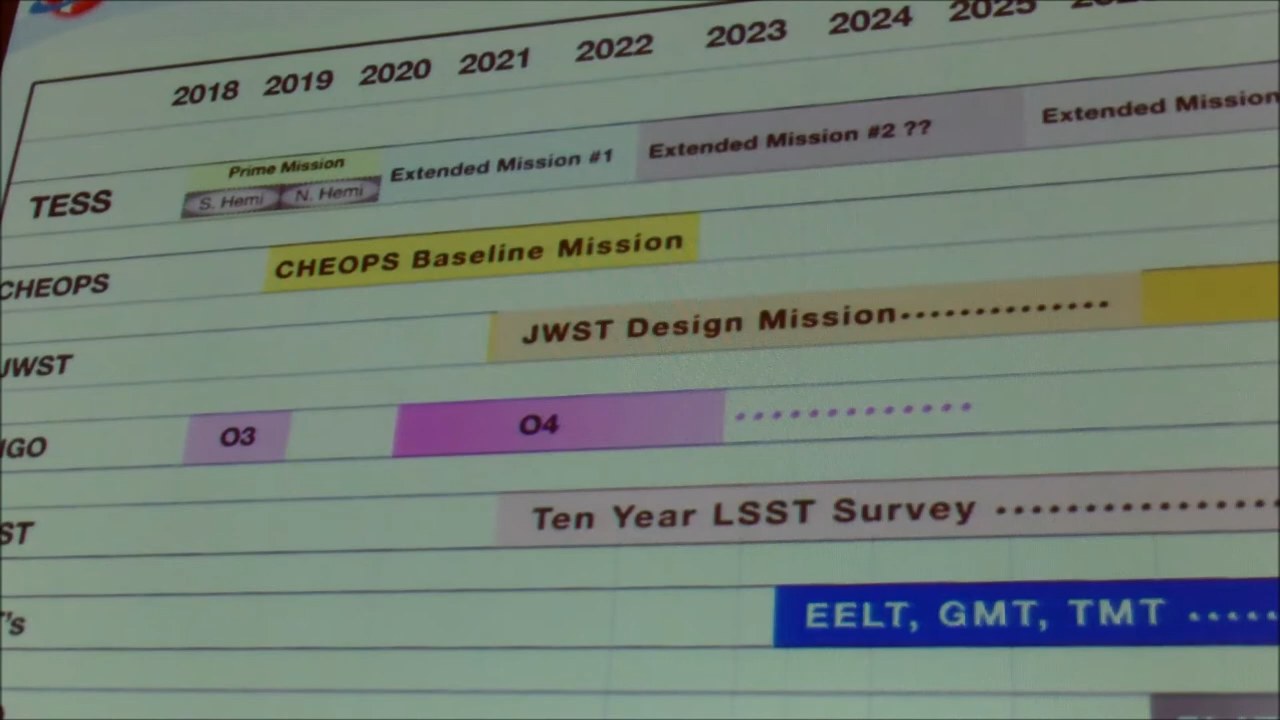 2018 2019 2020 2021 2022 2023 2024 2025
Prime Mission
TESS S. Hemi N. Hemi Extended Mission #1 Extended Mission #2 ?? Extended Mission
CHEOPS CHEOPS Baseline Mission
JWST JWST Design Mission..............
IGO O3 O4 .............
ST Ten Year LSST Survey .................
T's EELT, GMT, TMT .....